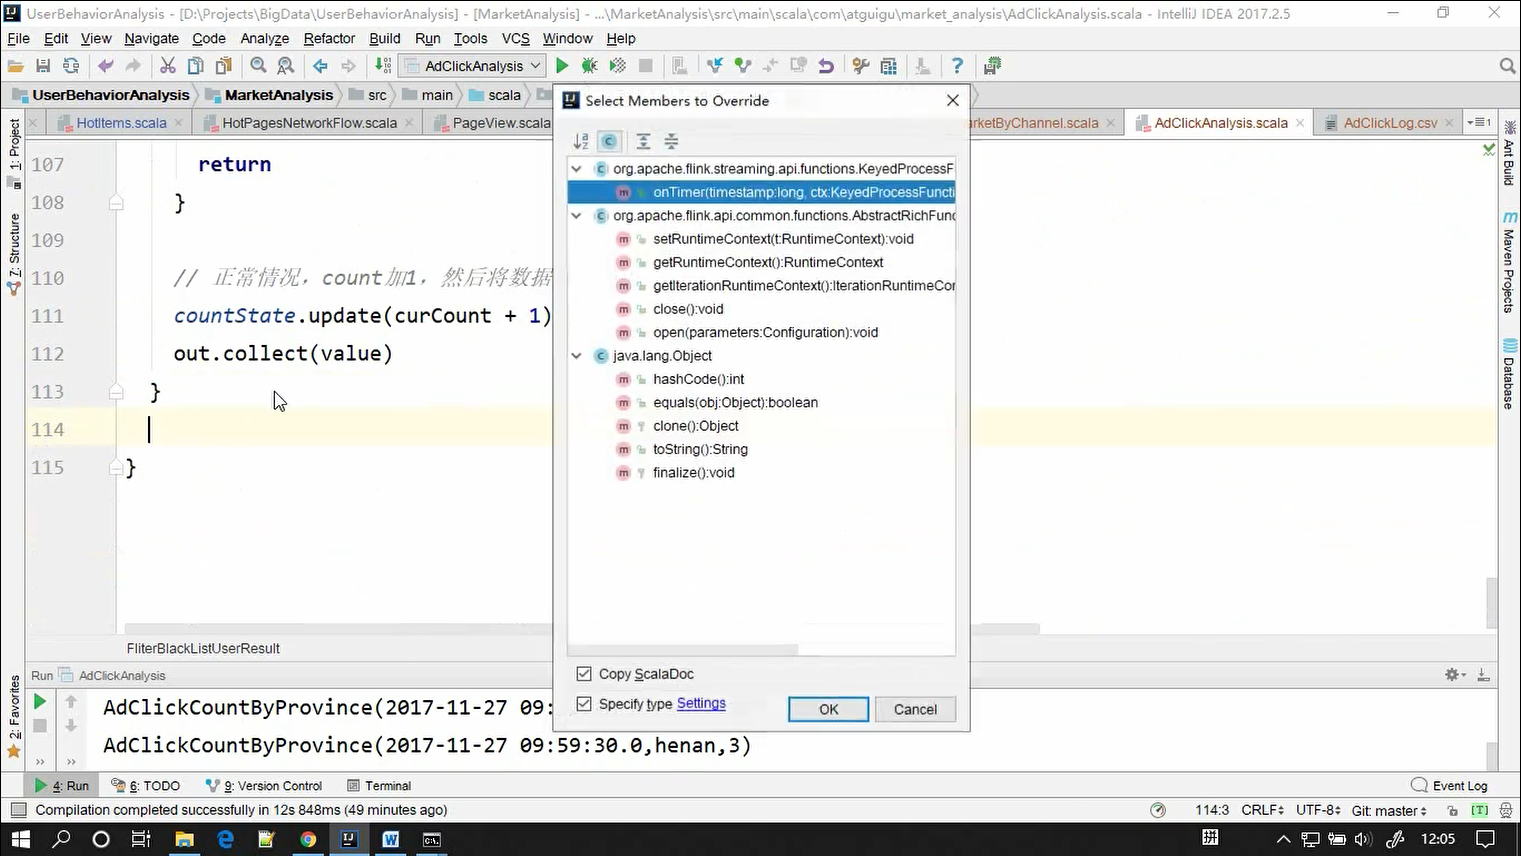 UserBehaviorAnalysis - [D:\Projects\BigData\UserBehaviorAnalysis] - [MarketAnalysis] - ...\MarketAnalysis\src\main\scala\com\atguigu\market_analysis\AdClickAnalysis.scala - IntelliJ IDEA 2017.2.5
File Edit View Navigate Code Analyze Refactor Build Run Tools VCS Window Help
AdClickAnalysis
UserBehaviorAnalysis MarketAnalysis src main scala
HotItems.scala HotPagesNetworkFlow.scala PageView.scala arketByChannel.scala AdClickAnalysis.scala AdClickLog.csv
1: Project
7: Structure
2: Favorites
Ant Build
Maven Projects
Database
107 return
108 }
109
110 // 正常情况，count加1，然后将数据
111 countState.update(curCount + 1)
112 out.collect(value)
113 }
114
115 }
FliterBlackListUserResult
Select Members to Override
org.apache.flink.streaming.api.functions.KeyedProcessF
onTimer(timestamp:long, ctx:KeyedProcessFuncti
org.apache.flink.api.common.functions.AbstractRichFunc
setRuntimeContext(t:RuntimeContext):void
getRuntimeContext():RuntimeContext
getIterationRuntimeContext():IterationRuntimeCor
close():void
open(parameters:Configuration):void
java.lang.Object
hashCode():int
equals(obj:Object):boolean
clone():Object
toString():String
finalize():void
Copy ScalaDoc
Specify type Settings
OK Cancel
Run AdClickAnalysis
AdClickCountByProvince(2017-11-27 09:
AdClickCountByProvince(2017-11-27 09:59:30.0,henan,3)
4: Run 6: TODO 9: Version Control Terminal Event Log
Compilation completed successfully in 12s 848ms (49 minutes ago) 114:3 CRLF UTF-8 Git: master [T]
12:05